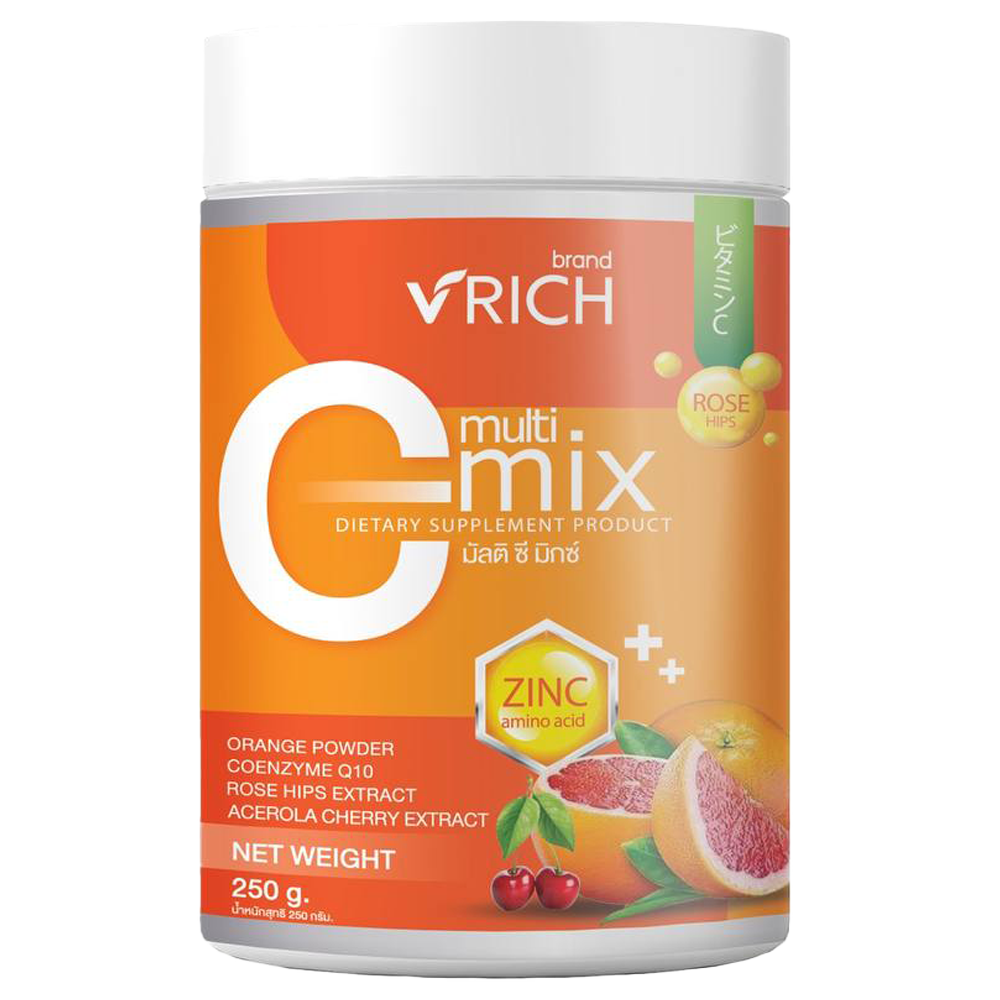 brand
VRICH
ビタミンC
ROSE
HIPS
C
multi
mix
DIETARY SUPPLEMENT PRODUCT
มัลติ ซี มิกซ์
ZINC
amino acid
ORANGE POWDER
COENZYME Q10
ROSE HIPS EXTRACT
ACEROLA CHERRY EXTRACT
NET WEIGHT
250 g.
น้ำหนักสุทธิ 250 กรัม.